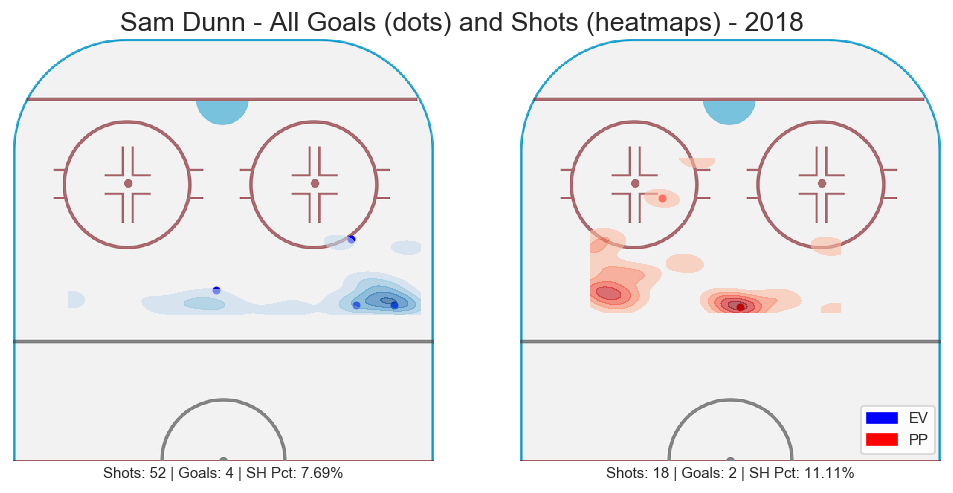 Sam Dunn - All Goals (dots) and Shots (heatmaps) - 2018
EV
PP
Shots: 52 | Goals: 4 | SH Pct: 7.69%
Shots: 18 | Goals: 2 | SH Pct: 11.11%